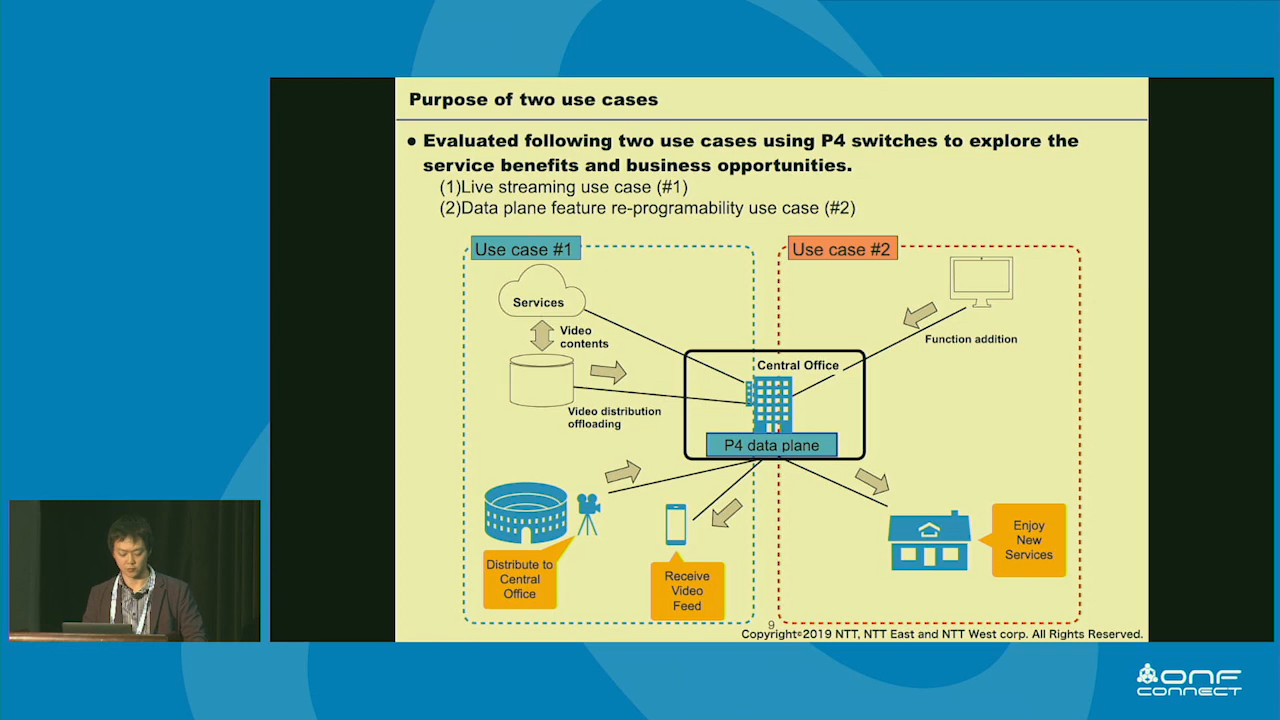 Purpose of two use cases
● Evaluated following two use cases using P4 switches to explore the
service benefits and business opportunities.
(1)Live streaming use case (#1)
(2)Data plane feature re-programability use case (#2)
Use case #1
Use case #2
Services
Video
contents
Function addition
Central Office
Video distribution
offloading
P4 data plane
Distribute to
Central
Office
Receive
Video
Feed
Enjoy
New
Services
9
Copyright©2019 NTT, NTT East and NTT West corp. All Rights Reserved.
ONF
CONNECT